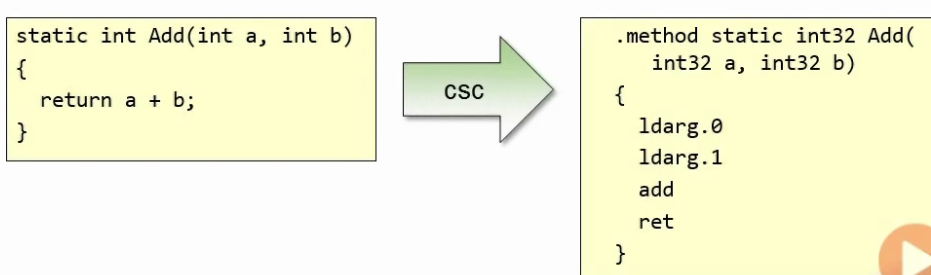 static int Add(int a, int b)
{
return a + b;
}
CSC
.method static int32 Add(
int32 a, int32 b)
{
ldarg.0
ldarg.1
add
ret
}